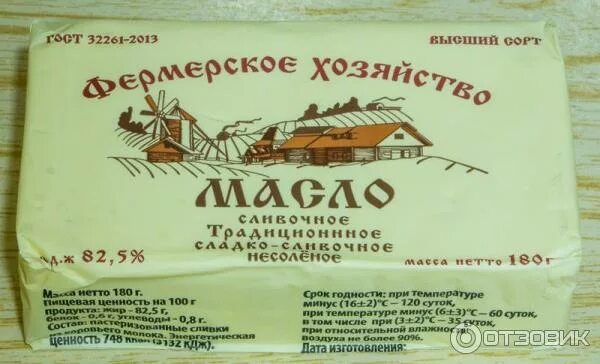 ГОСТ 32261-2013
ВЫСШИЙ СОРТ
ФЕРМЕРСКОЕ ХОЗЯЙСТВО
МАСЛО
СЛИВОЧНОЕ
ТРАДИЦИОНННОЕ
СЛАДКО-СЛИВОЧНОЕ
НЕСОЛЁНОЕ
м.д.ж 82,5%
МАССА НЕТТО 180г
Масса нетто 180 г.
Пищевая ценность на 100 г
продукта: жир - 82,5 г,
белок - 0,6 г, углеводы - 0,8 г.
Состав: пастеризованные сливки
из коровьего молока. Энергетическая
ценность 748 ккал (3132 кДж).
Срок годности: при температуре
минус (16±2)°С — 120 суток,
при температуре минус (6±3)°С — 60 суток,
в том числе при (3±2)°С — 35 суток,
при относительной влажности
воздуха не более 90%.
Дата изготовления:
ОТЗОВИК